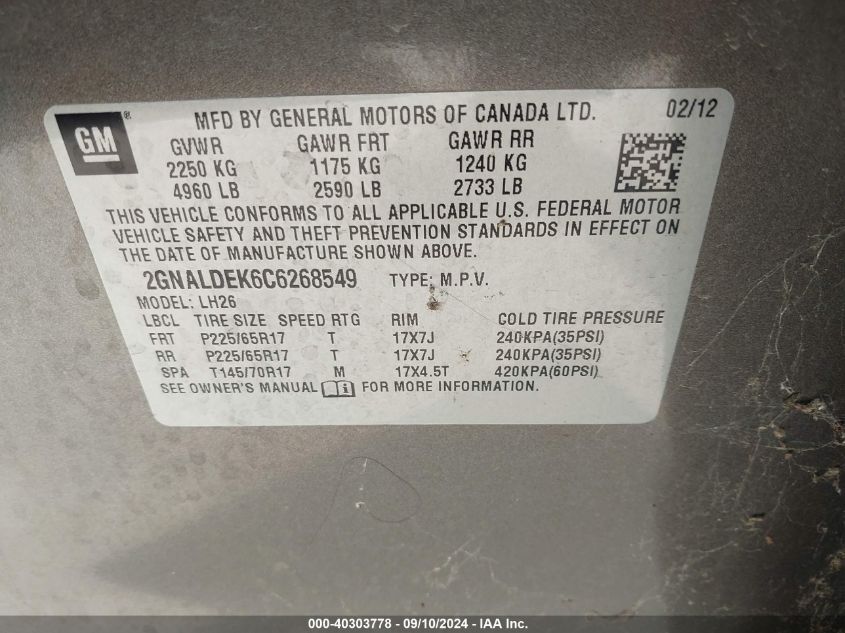 GM ® MFD BY GENERAL MOTORS OF CANADA LTD. 02/12
GVWR GAWR FRT GAWR RR
2250 KG 1175 KG 1240 KG
4960 LB 2590 LB 2733 LB
THIS VEHICLE CONFORMS TO ALL APPLICABLE U.S. FEDERAL MOTOR
VEHICLE SAFETY AND THEFT PREVENTION STANDARDS IN EFFECT ON
THE DATE OF MANUFACTURE SHOWN ABOVE.
2GNALDEK6C6268549 TYPE: M.P.V.
MODEL: LH26
LBCL TIRE SIZE SPEED RTG RIM COLD TIRE PRESSURE
FRT P225/65R17 T 17X7J 240KPA(35PSI)
RR P225/65R17 T 17X7J 240KPA(35PSI)
SPA T145/70R17 M 17X4.5T 420KPA(60PSI)
SEE OWNER'S MANUAL FOR MORE INFORMATION.
000-40303778 - 09/10/2024 - IAA Inc.